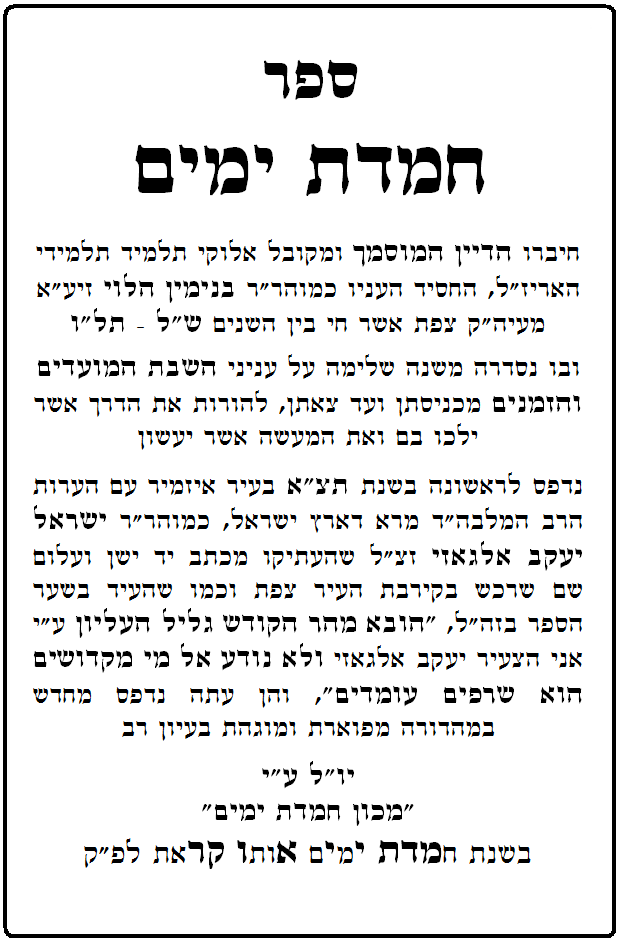 ספר
חמדת ימים
חיברו הדיין המוסמך ומקובל אלוקי תלמיד תלמידי
האריז״ל, החסיד העניו כמוהר״ר בנימין הלוי זיע״א
מעיה״ק צפת אשר חי בין השנים ש״ל - תל״ו
ובו נסדרה משנה שלימה על עניני השבת המועדים
והזמנים מכניסתן ועד צאתן, להורות את הדרך אשר
ילכו בם ואת המעשה אשר יעשון
נדפס לראשונה בשנת תצ״א בעיר איזמיר עם הערות
הרב המלבה״ד מרא דארץ ישראל, כמוהר״ר ישראל
יעקב אלגאזי זצ״ל שהעתיקו מכתב יד ישן ועלום
שם שרכש בקירבת העיר צפת וכמו שהעיד בשער
הספר בזה״ל, ״הובא מהר הקודש גליל העליון ע״י
אני הצעיר יעקב אלגאזי ולא נודע אל מי מקדושים
הוא שרפים עומדים״, והן עתה נדפס מחדש
במהדורה מפוארת ומוגהת בעיון רב
יו״ל ע״י
״מכון חמדת ימים״
בשנת חמדת ימים אותו קראת לפ״ק